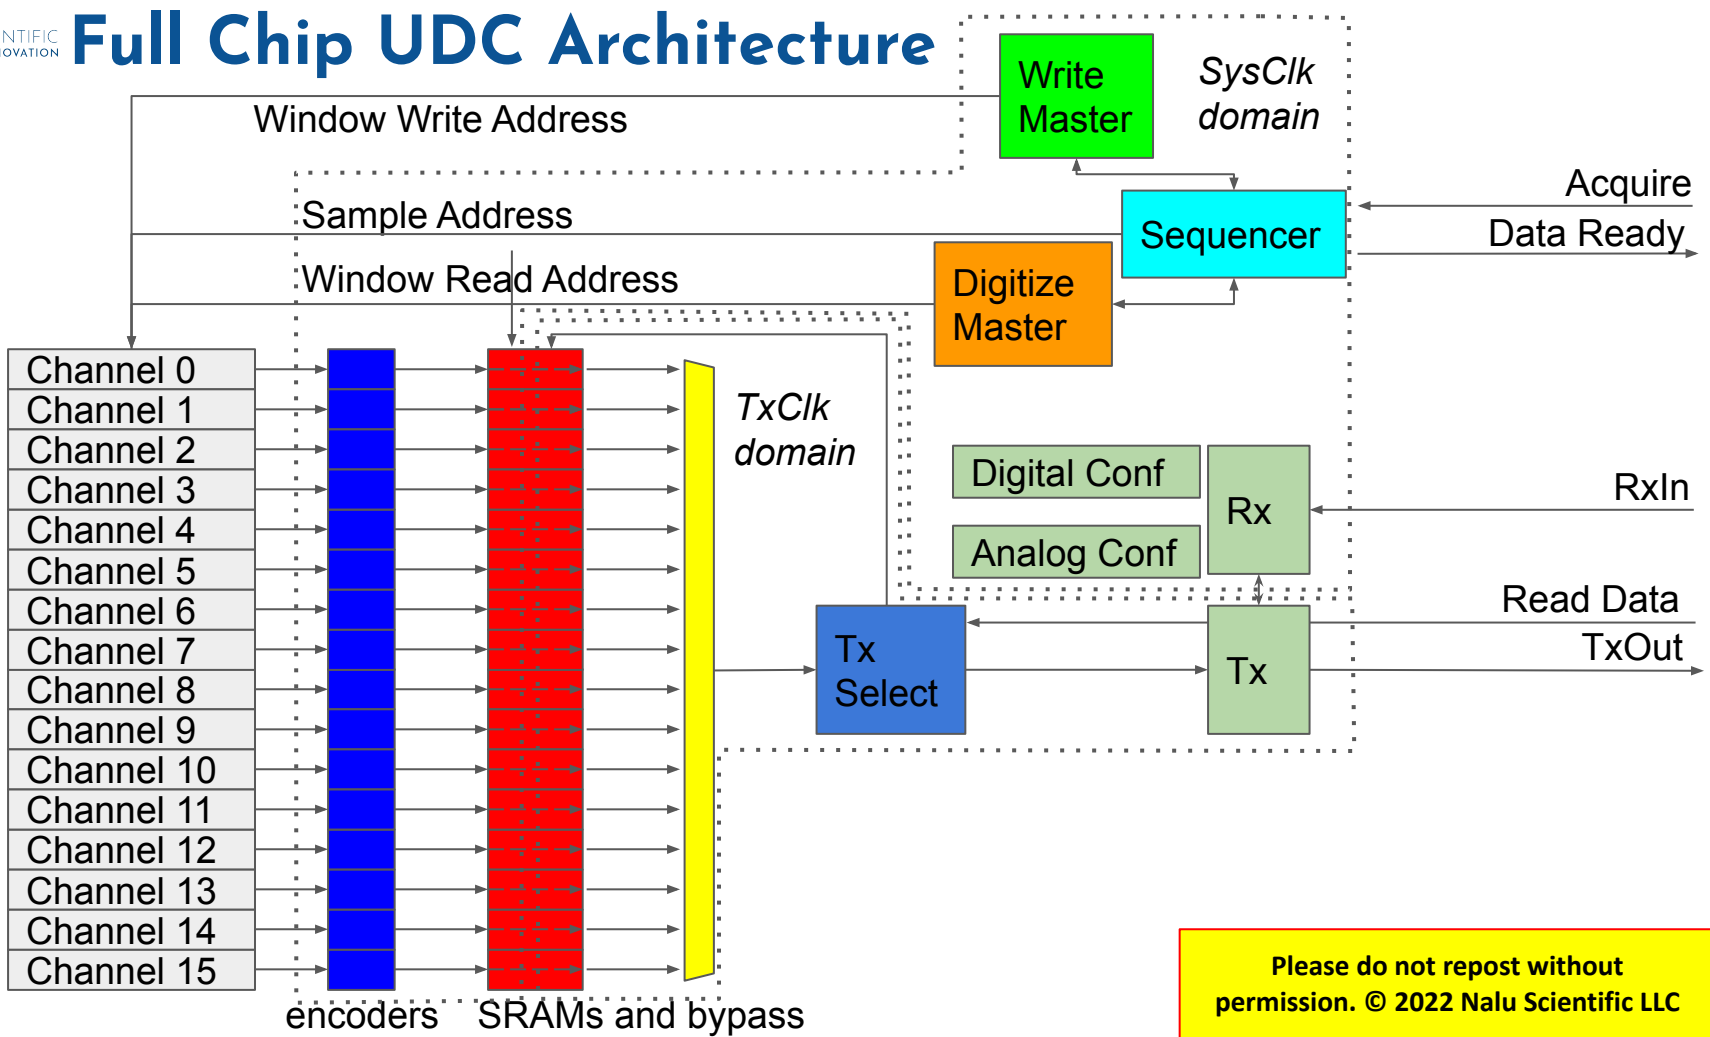 Full Chip UDC Architecture
Write
Master
SysClk
domain
Window Write Address
Acquire
Sample Address
Sequencer
Data Ready
Window Read Address
Digitize
Master
Channel 0
Channel 1
Channel 2
Channel 3
Channel 4
Channel 5
Channel 6
Channel 7
Channel 8
Channel 9
Channel 10
Channel 11
Channel 12
Channel 13
Channel 14
Channel 15
TxClk
domain
Digital Conf
Analog Conf
Rx
RxIn
Read Data
TxOut
Tx
Select
Tx
encoders
SRAMs and bypass
Please do not repost without
permission. © 2022 Nalu Scientific LLC